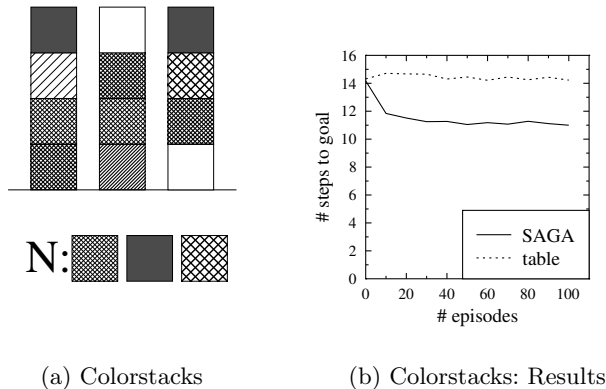 N:
(a) Colorstacks
16
14
12
10
8
6
4
2
0
# steps to goal
SAGA
table
0 20 40 60 80 100
# episodes
(b) Colorstacks: Results